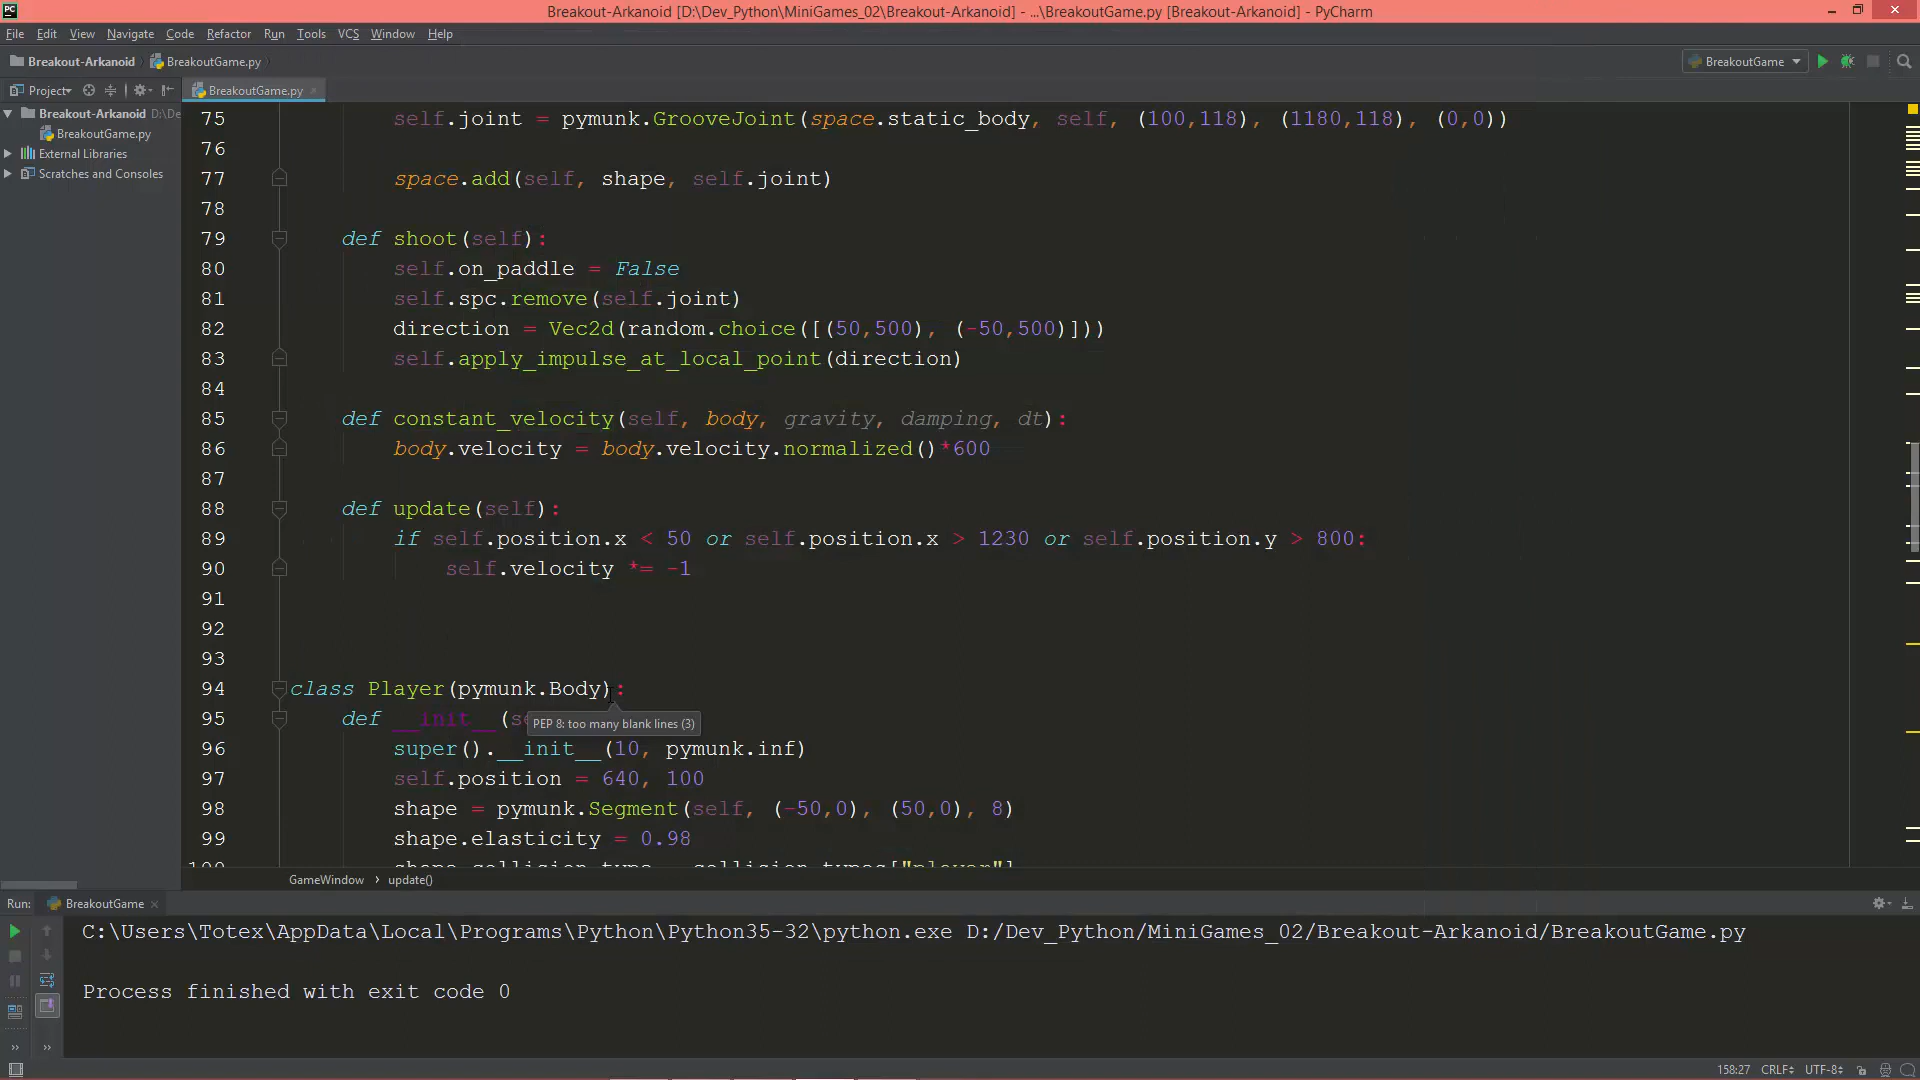 Breakout-Arkanoid [D:\Dev_Python\MiniGames_02\Breakout-Arkanoid] - ...\BreakoutGame.py [Breakout-Arkanoid] - PyCharm
File Edit View Navigate Code Refactor Run Tools VCS Window Help
Breakout-Arkanoid BreakoutGame.py BreakoutGame
Project BreakoutGame.py
Breakout-Arkanoid D:\De
BreakoutGame.py
External Libraries
Scratches and Consoles
75 self.joint = pymunk.GrooveJoint(space.static_body, self, (100,118), (1180,118), (0,0))
76
77 space.add(self, shape, self.joint)
78
79 def shoot(self):
80 self.on_paddle = False
81 self.spc.remove(self.joint)
82 direction = Vec2d(random.choice([(50,500), (-50,500)]))
83 self.apply_impulse_at_local_point(direction)
84
85 def constant_velocity(self, body, gravity, damping, dt):
86 body.velocity = body.velocity.normalized()*600
87
88 def update(self):
89 if self.position.x < 50 or self.position.x > 1230 or self.position.y > 800:
90 self.velocity *= -1
91
92
93
94 class Player(pymunk.Body):
95 def __init__(se
PEP 8: too many blank lines (3)
96 super().__init__(10, pymunk.inf)
97 self.position = 640, 100
98 shape = pymunk.Segment(self, (-50,0), (50,0), 8)
99 shape.elasticity = 0.98
100 shape.collision_type = collision_types["player"]
GameWindow › update()
Run: BreakoutGame
C:\Users\Totex\AppData\Local\Programs\Python\Python35-32\python.exe D:/Dev_Python/MiniGames_02/Breakout-Arkanoid/BreakoutGame.py
Process finished with exit code 0
158:27 CRLF UTF-8